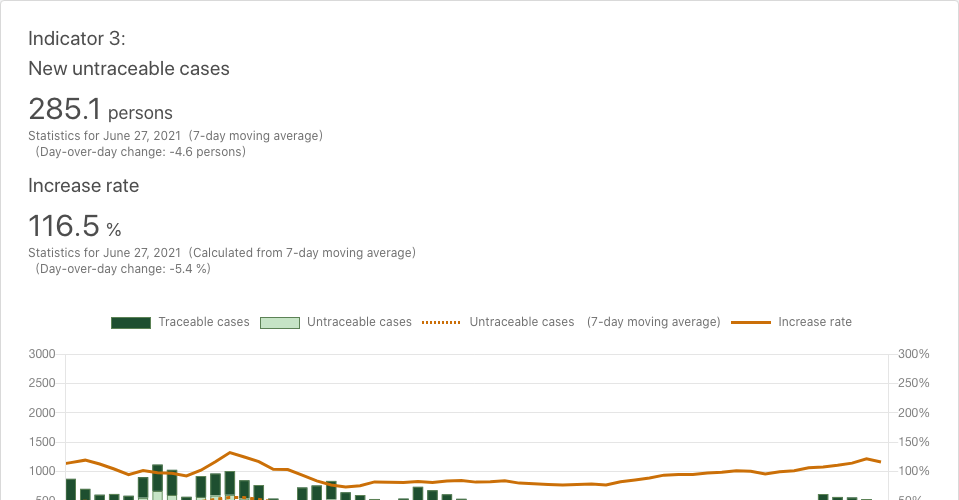 Indicator 3:
New untraceable cases
285.1 persons
Statistics for June 27, 2021 (7-day moving average)
(Day-over-day change: -4.6 persons)
Increase rate
116.5 %
Statistics for June 27, 2021 (Calculated from 7-day moving average)
(Day-over-day change: -5.4 %)
Traceable cases Untraceable cases Untraceable cases (7-day moving average) Increase rate
3000 300%
2500 250%
2000 200%
1500 150%
1000 100%
500 50%